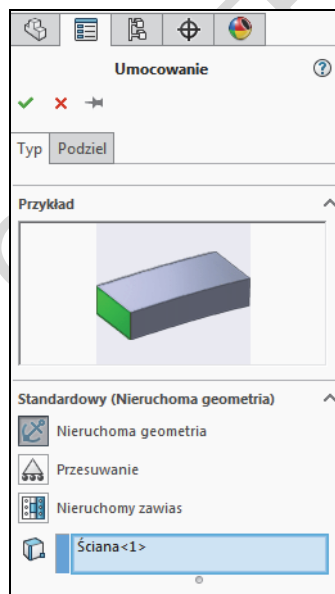 Umocowanie
Typ Podziel
Przykład
Standardowy (Nieruchoma geometria)
Nieruchoma geometria
Przesuwanie
Nieruchomy zawias
Ściana<1>